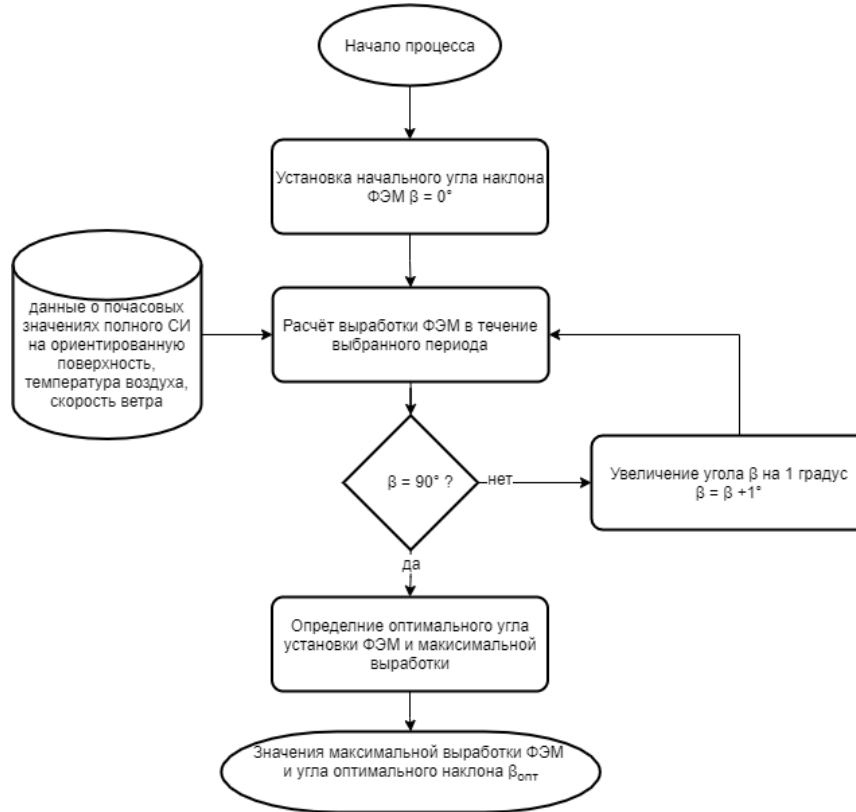 Начало процесса
Установка начального угла наклона
ФЭМ β = 0°
данные о почасовых
значениях полного СИ
на ориентированную
поверхность,
температура воздуха,
скорость ветра
Расчёт выработки ФЭМ в течение
выбранного периода
β = 90° ?
нет
Увеличение угола β на 1 градус
β = β +1°
да
Определние оптимального угла
установки ФЭМ и макисимальной
выработки
Значения максимальной выработки ФЭМ
и угла оптимального наклона βопт